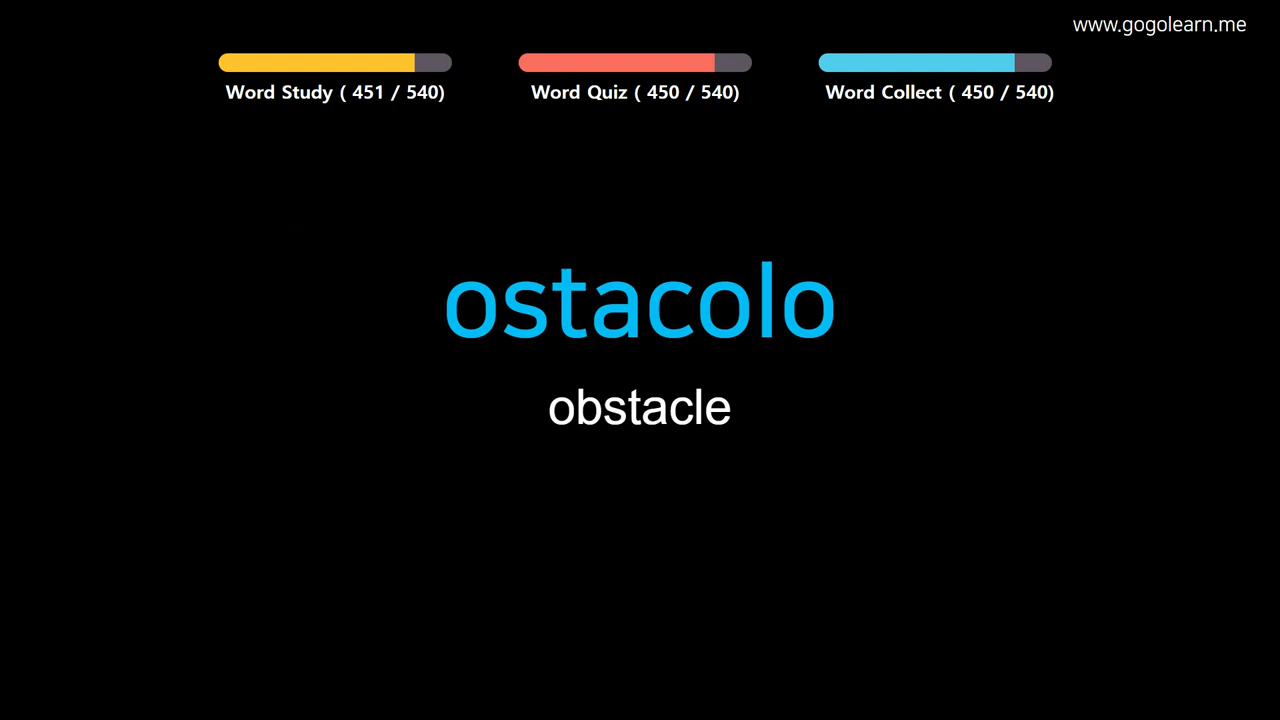 www.gogolearn.me
Word Study ( 451 / 540)
Word Quiz ( 450 / 540)
Word Collect ( 450 / 540)
ostacolo
obstacle